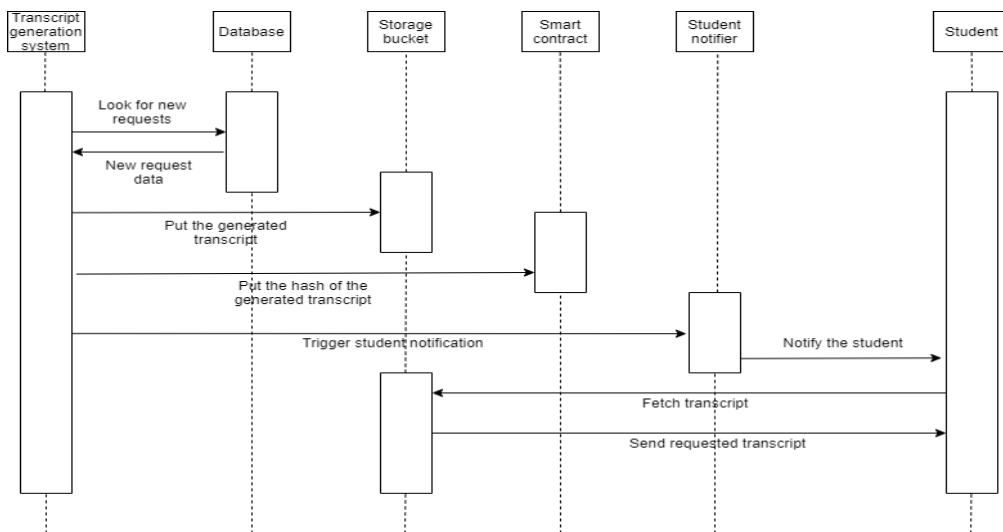 Transcript
generation
system
Database
Storage
bucket
Smart
contract
Student
notifier
Student
Look for new
requests
New request
data
Put the generated
transcript
Put the hash of the
generated transcript
Trigger student notification
Notify the student
Fetch transcript
Send requested transcript